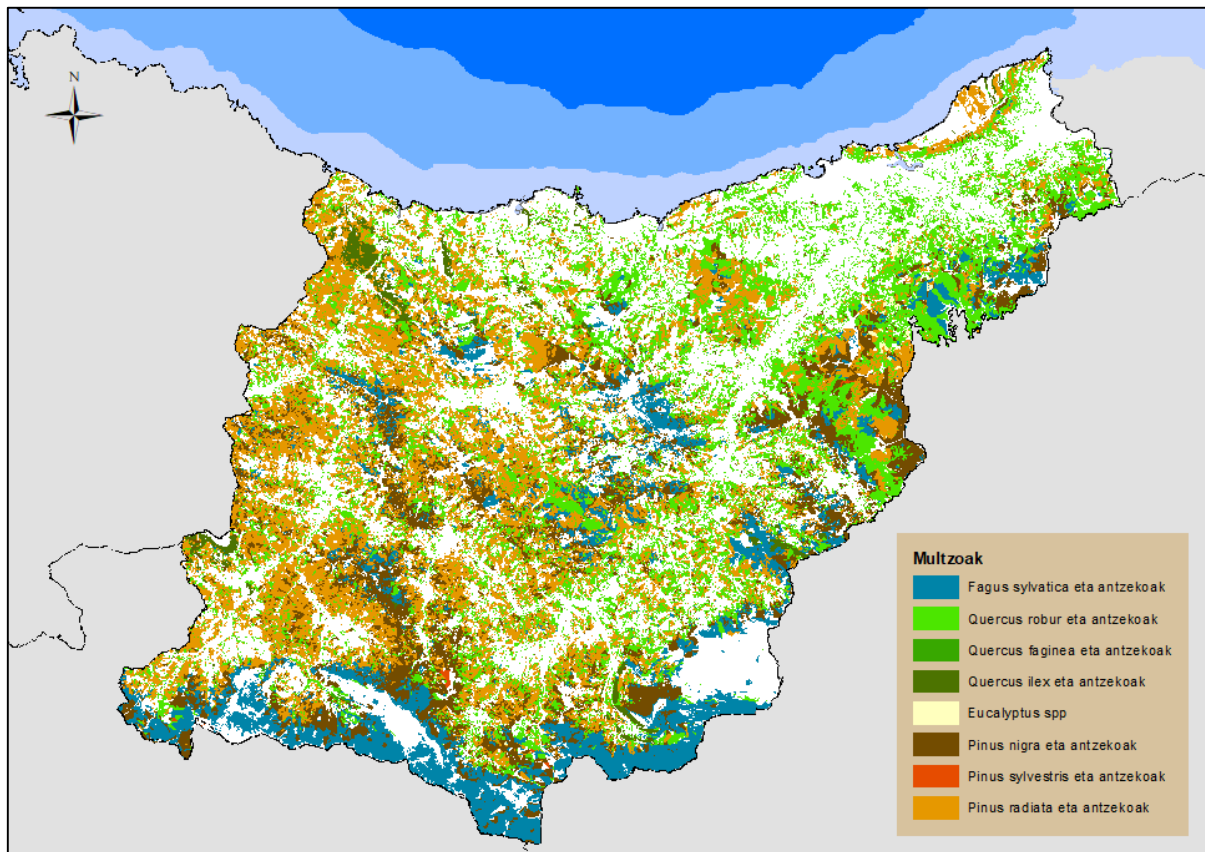 N
Multzoak
Fagus sylvatica eta antzekoak
Quercus robur eta antzekoak
Quercus faginea eta antzekoak
Quercus ilex eta antzekoak
Eucalyptus spp
Pinus nigra eta antzekoak
Pinus sylvestris eta antzekoak
Pinus radiata eta antzekoak